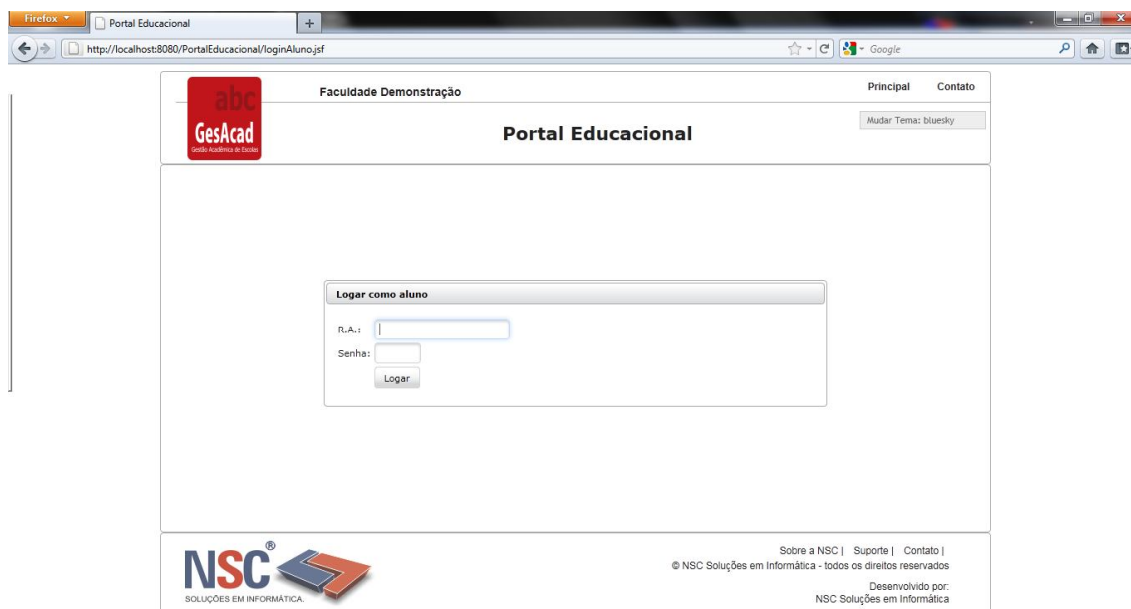 Firefox
Portal Educacional
http://localhost:8080/PortalEducacional/loginAluno.jsf
Google
abc
GesAcad
Gestão Acadêmica de Escolas
Faculdade Demonstração
Principal Contato
Portal Educacional
Mudar Tema: bluesky
Logar como aluno
R.A.:
Senha:
Logar
NSC®
SOLUÇÕES EM INFORMÁTICA.
Sobre a NSC | Suporte | Contato |
© NSC Soluções em Informática - todos os direitos reservados
Desenvolvido por:
NSC Soluções em Informática